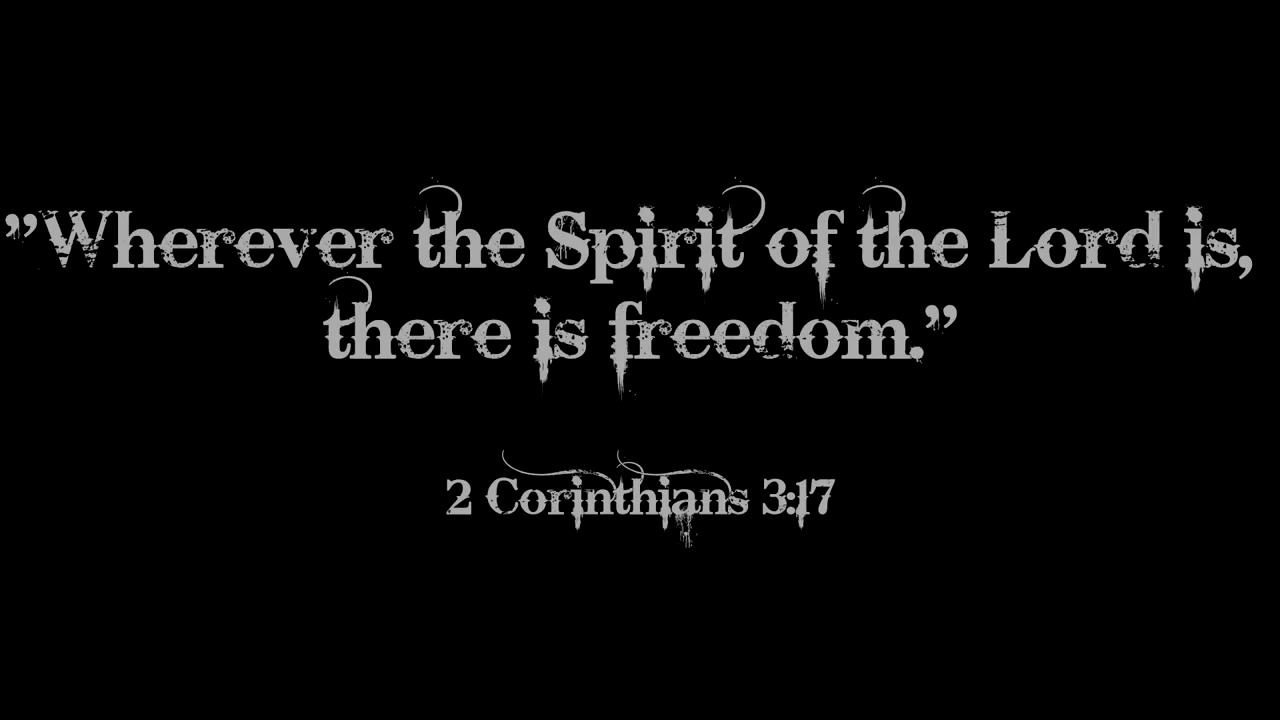 ”Wherever the Spirit of the Lord is,
there is freedom.”
2 Corinthians 3:17